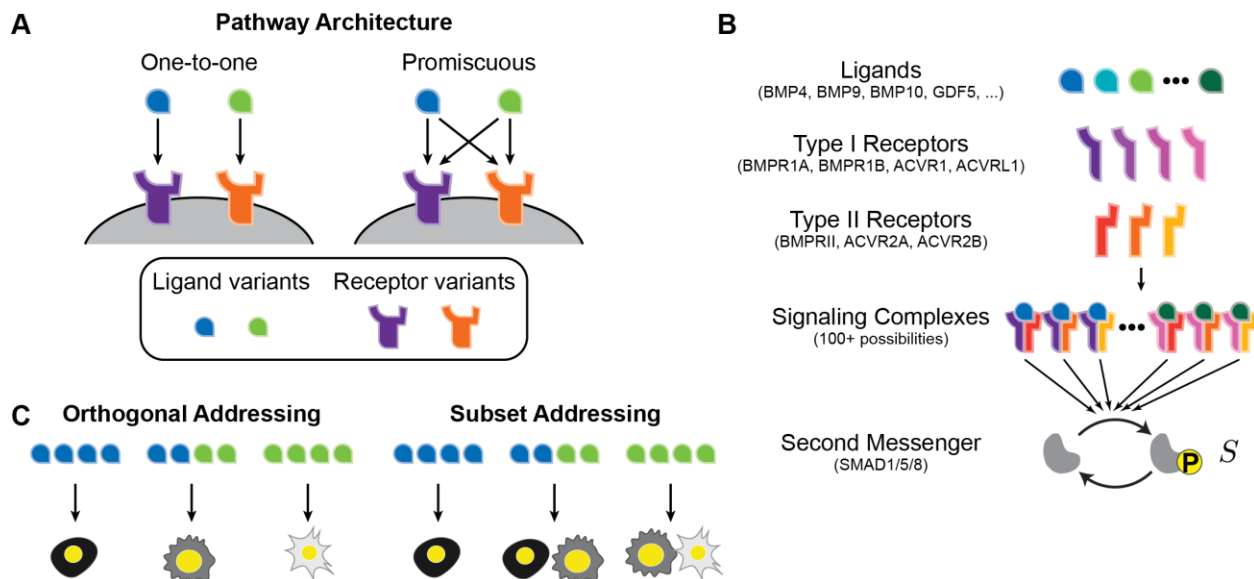 A
Pathway Architecture
One-to-one
Promiscuous
Ligand variants
Receptor variants
B
Ligands
(BMP4, BMP9, BMP10, GDF5, ...)
Type I Receptors
(BMPR1A, BMPR1B, ACVR1, ACVRL1)
Type II Receptors
(BMPRII, ACVR2A, ACVR2B)
Signaling Complexes
(100+ possibilities)
Second Messenger
(SMAD1/5/8)
P
S
C
Orthogonal Addressing
Subset Addressing